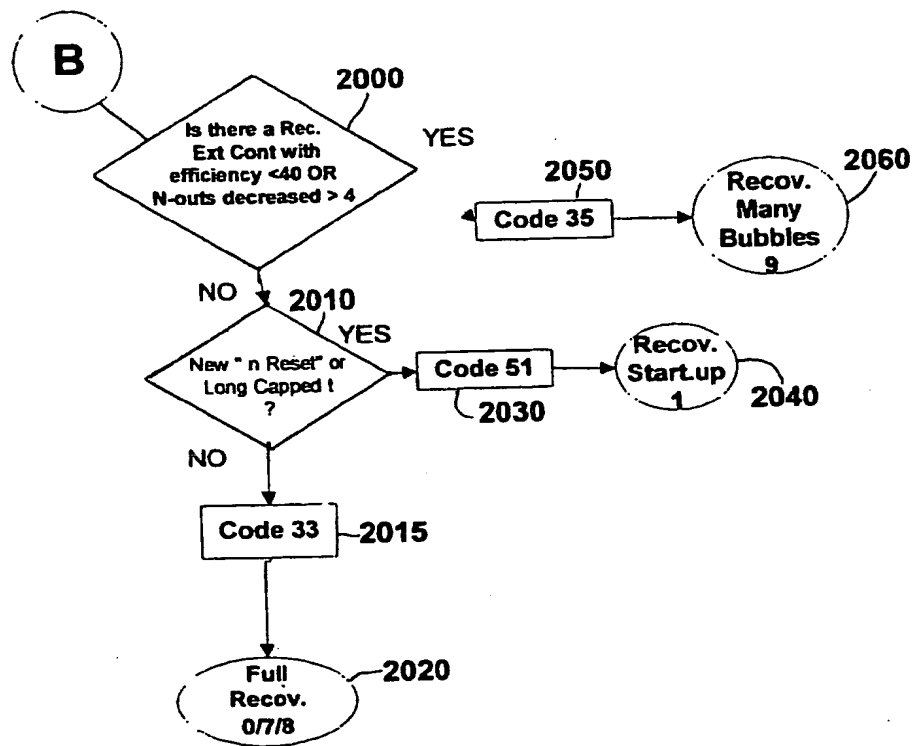 B
2000
Is there a Rec.
Ext Cont with
efficiency <40 OR
N-outs decreased > 4
YES
2050
Code 35
2060
Recov.
Many
Bubbles
9
NO
2010
YES
New " n Reset" or
Long Capped t
?
Code 51
2030
Recov.
Start.up
1
2040
NO
Code 33
2015
Full
Recov.
0/7/8
2020